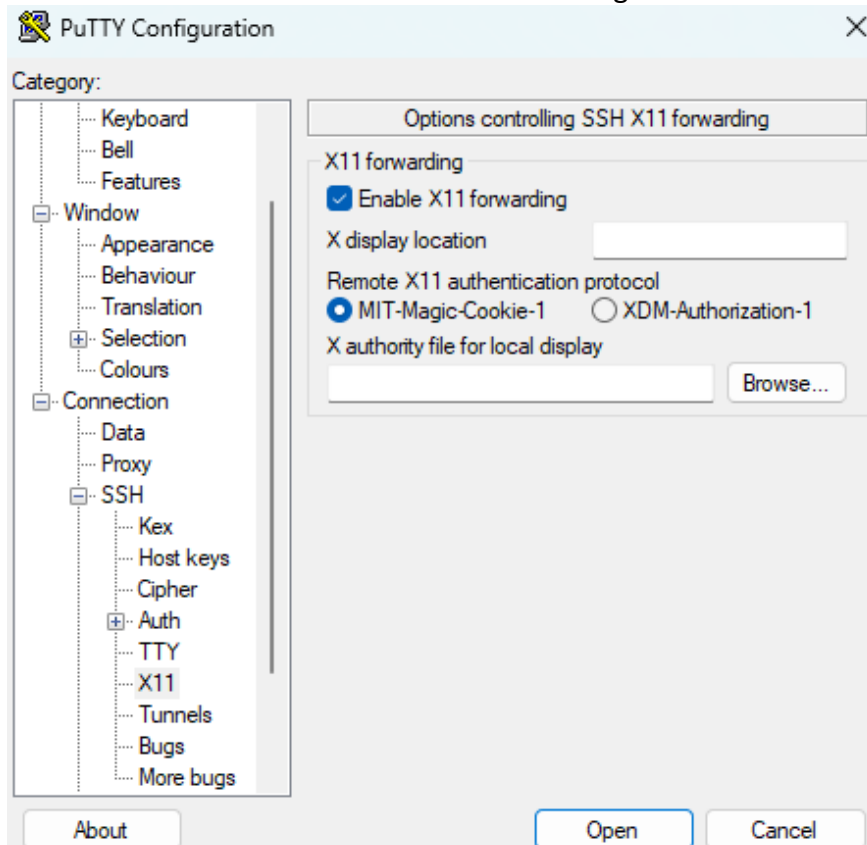 PuTTY Configuration
Category:
Keyboard
Bell
Features
Window
Appearance
Behaviour
Translation
Selection
Colours
Connection
Data
Proxy
SSH
Kex
Host keys
Cipher
Auth
TTY
X11
Tunnels
Bugs
More bugs
Options controlling SSH X11 forwarding
X11 forwarding
Enable X11 forwarding
X display location
Remote X11 authentication protocol
MIT-Magic-Cookie-1 XDM-Authorization-1
X authority file for local display
Browse...
About Open Cancel